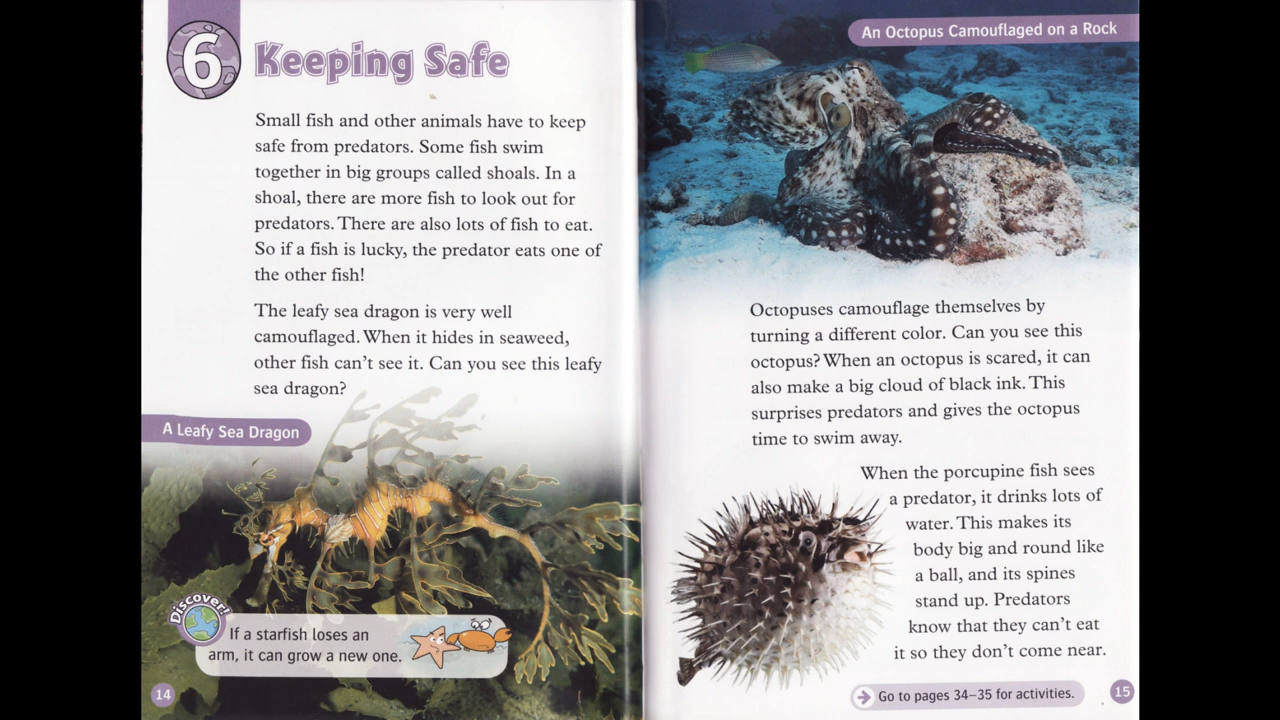 6
Keeping Safe
Small fish and other animals have to keep
safe from predators. Some fish swim
together in big groups called shoals. In a
shoal, there are more fish to look out for
predators. There are also lots of fish to eat.
So if a fish is lucky, the predator eats one of
the other fish!
The leafy sea dragon is very well
camouflaged. When it hides in seaweed,
other fish can't see it. Can you see this leafy
sea dragon?
A Leafy Sea Dragon
Discover!
If a starfish loses an
arm, it can grow a new one.
14
An Octopus Camouflaged on a Rock
Octopuses camouflage themselves by
turning a different color. Can you see this
octopus? When an octopus is scared, it can
also make a big cloud of black ink. This
surprises predators and gives the octopus
time to swim away.
When the porcupine fish sees
a predator, it drinks lots of
water. This makes its
body big and round like
a ball, and its spines
stand up. Predators
know that they can't eat
it so they don't come near.
Go to pages 34–35 for activities.
15